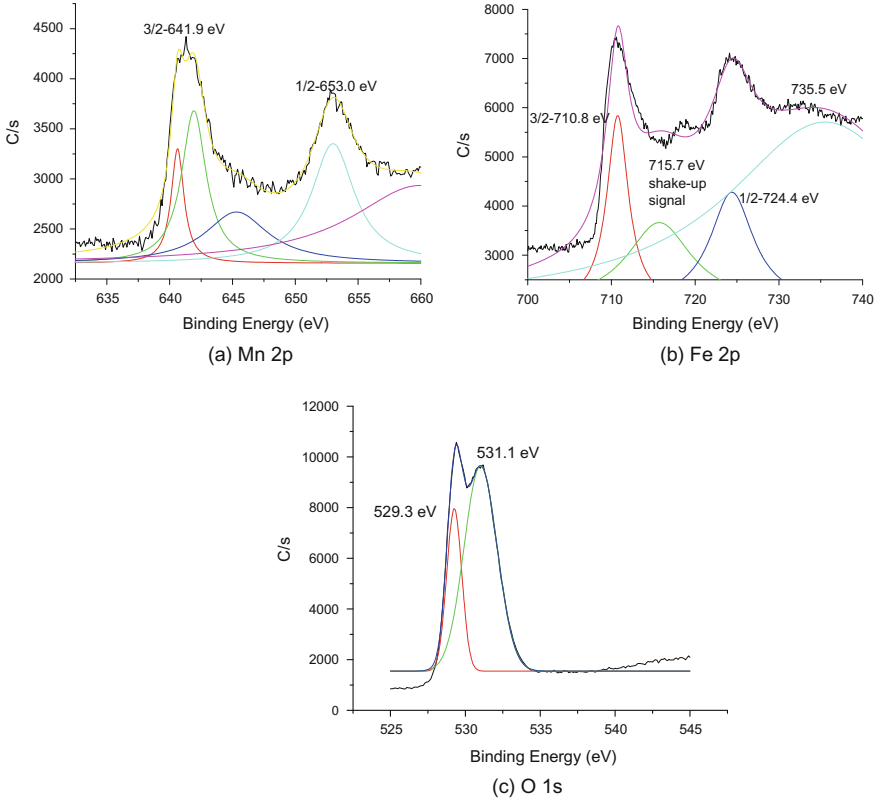 3/2-641.9 eV
1/2-653.0 eV
4500
4000
3500
3000
2500
2000
C/s
635
640
645
650
655
660
Binding Energy (eV)
(a) Mn 2p
8000
7000
6000
5000
4000
3000
C/s
735.5 eV
3/2-710.8 eV
715.7 eV
shake-up
signal
1/2-724.4 eV
700
710
720
730
740
Binding Energy (eV)
(b) Fe 2p
12000
10000
8000
6000
4000
2000
0
C/s
531.1 eV
529.3 eV
525
530
535
540
545
Binding Energy (eV)
(c) O 1s